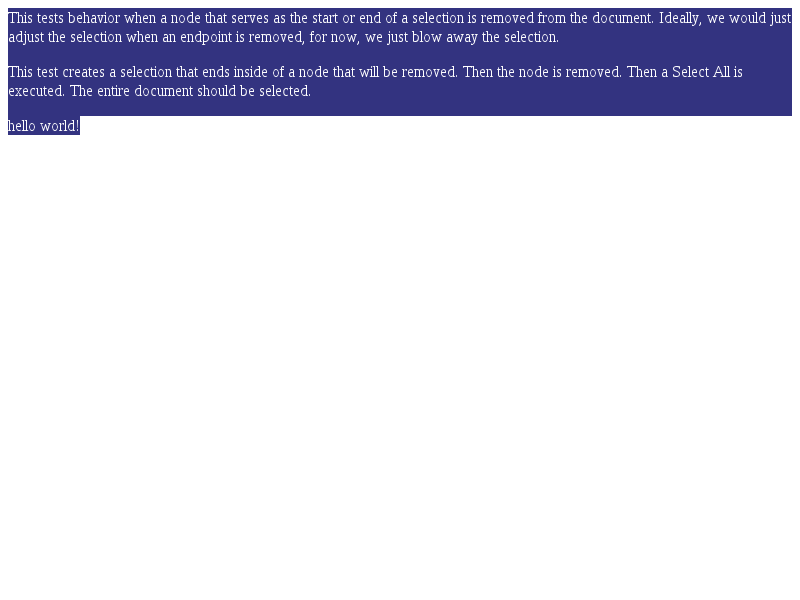 This tests behavior when a node that serves as the start or end of a selection is removed from the document. Ideally, we would just
adjust the selection when an endpoint is removed, for now, we just blow away the selection.
This test creates a selection that ends inside of a node that will be removed. Then the node is removed. Then a Select All is
executed. The entire document should be selected.
hello world!